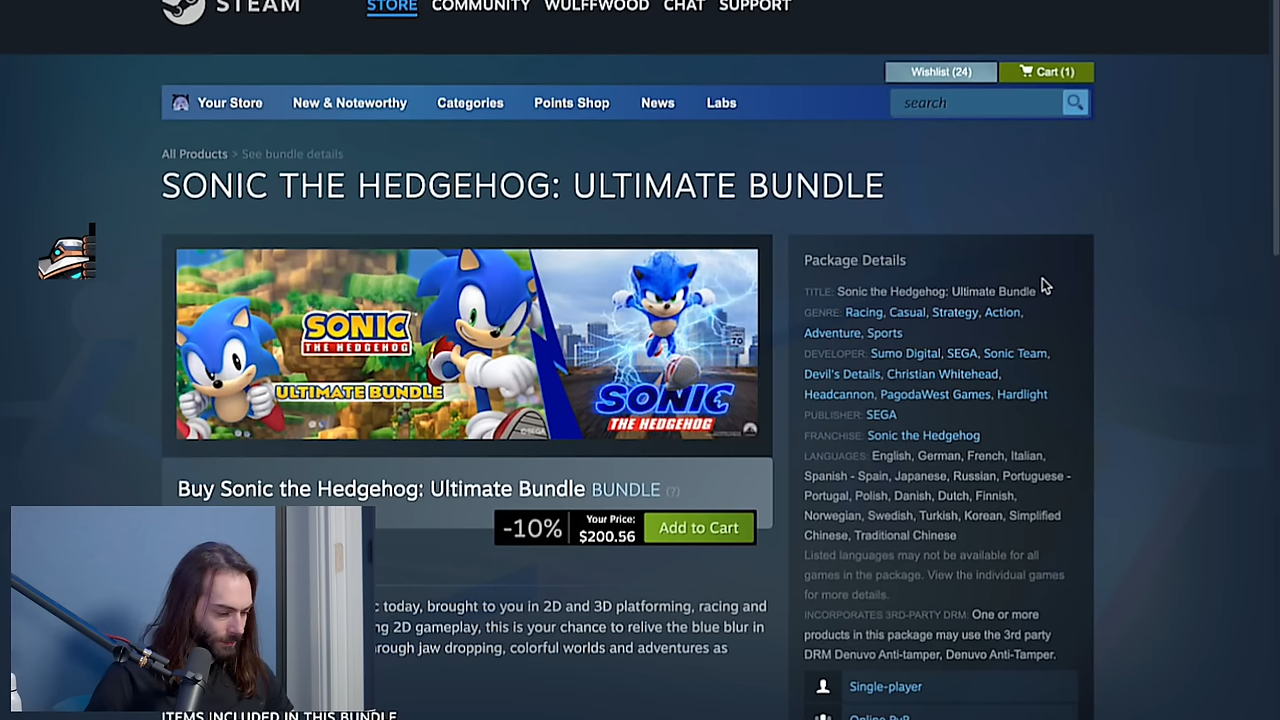 STEAM
STORE COMMUNITY WULFFWOOD CHAT SUPPORT
Wishlist (24) Cart (1)
Your Store New & Noteworthy Categories Points Shop News Labs search
All Products > See bundle details
SONIC THE HEDGEHOG: ULTIMATE BUNDLE
SONIC
THE HEDGEHOG
ULTIMATE BUNDLE
©SEGA
70
SONIC
THE HEDGEHOG
Buy Sonic the Hedgehog: Ultimate Bundle BUNDLE (?)
-10% Your Price:
$200.56
Add to Cart
c today, brought to you in 2D and 3D platforming, racing and
ng 2D gameplay, this is your chance to relive the blue blur in
rough jaw dropping, colorful worlds and adventures as
ITEMS INCLUDED IN THIS BUNDLE
Package Details
TITLE: Sonic the Hedgehog: Ultimate Bundle
GENRE: Racing, Casual, Strategy, Action,
Adventure, Sports
DEVELOPER: Sumo Digital, SEGA, Sonic Team,
Devil's Details, Christian Whitehead,
Headcannon, PagodaWest Games, Hardlight
PUBLISHER: SEGA
FRANCHISE: Sonic the Hedgehog
LANGUAGES: English, German, French, Italian,
Spanish - Spain, Japanese, Russian, Portuguese -
Portugal, Polish, Danish, Dutch, Finnish,
Norwegian, Swedish, Turkish, Korean, Simplified
Chinese, Traditional Chinese
Listed languages may not be available for all
games in the package. View the individual games
for more details.
INCORPORATES 3RD-PARTY DRM: One or more
products in this package may use the 3rd party
DRM Denuvo Anti-tamper, Denuvo Anti-Tamper.
Single-player
Online PvP